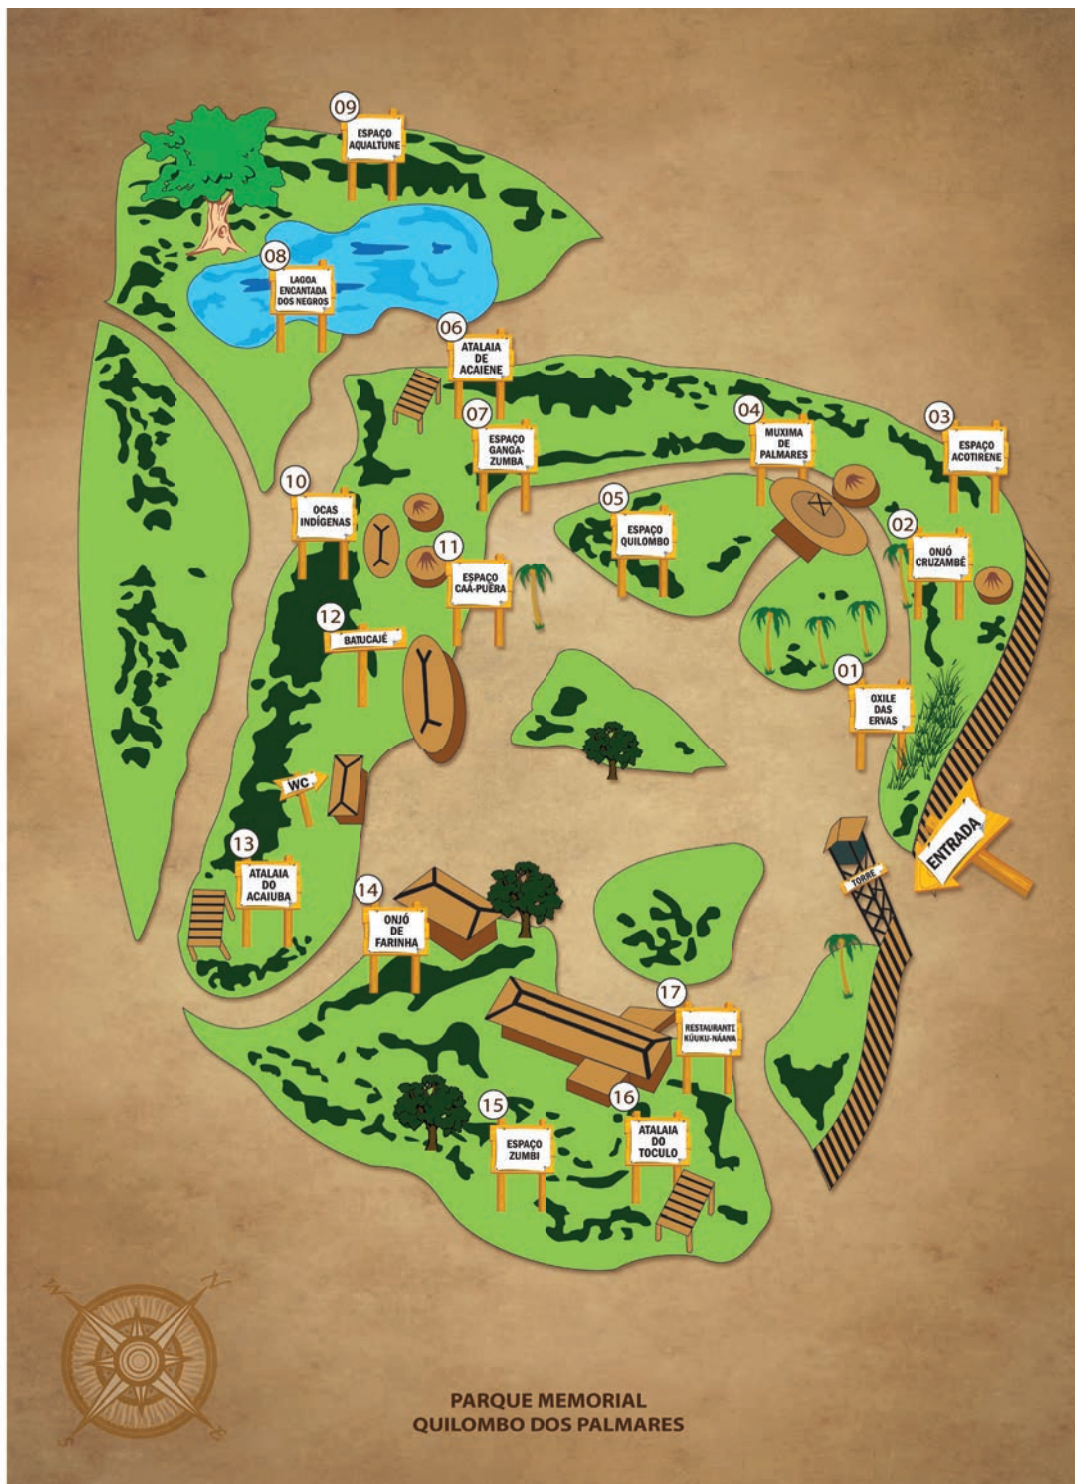 09
ESPAÇO
AQUALTUNE
08
LAGOA
ENCANTADA
DOS NEGROS
06
ATALAIA
DE
ACAIENE
07
ESPAÇO
GANGA-
ZUMBA
04
MUXIMA
DE
PALMARES
03
ESPAÇO
ACOTIRENE
10
OCAS
INDÍGENAS
05
ESPAÇO
QUILOMBO
02
ONJÓ
CRUZAMBÊ
11
ESPAÇO
CAÁ-PUÊRA
12
BATUCAJÉ
01
OXILE
DAS
ERVAS
WC
ENTRADA
TORRE
13
ATALAIA
DO
ACAIUBA
14
ONJÓ
DE
FARINHA
17
RESTAURANTE
KÚUKU-NÁANA
15
ESPAÇO
ZUMBI
16
ATALAIA
DO
TOCULO
N
S
PARQUE MEMORIAL
QUILOMBO DOS PALMARES